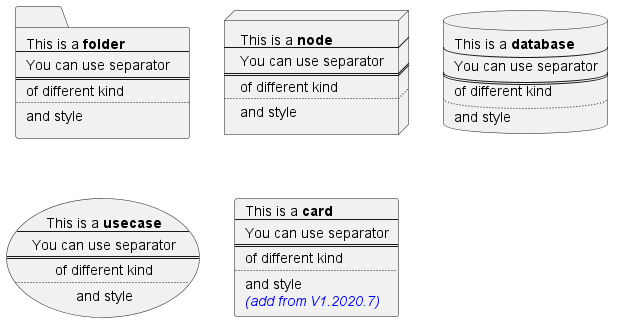 This is a folder
You can use separator
of different kind
and style
This is a node
You can use separator
of different kind
and style
This is a database
You can use separator
of different kind
and style
This is a usecase
You can use separator
of different kind
and style
This is a card
You can use separator
of different kind
and style
(add from V1.2020.7)